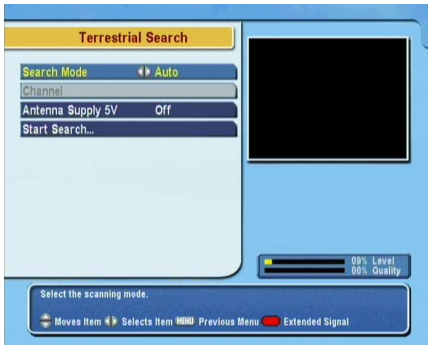 Terrestrial Search
Search Mode Auto
Channel
Antenna Supply 5V Off
Start Search...
09% Level
00% Quality
Select the scanning mode.
Moves Item Selects Item MENU Previous Menu Extended Signal